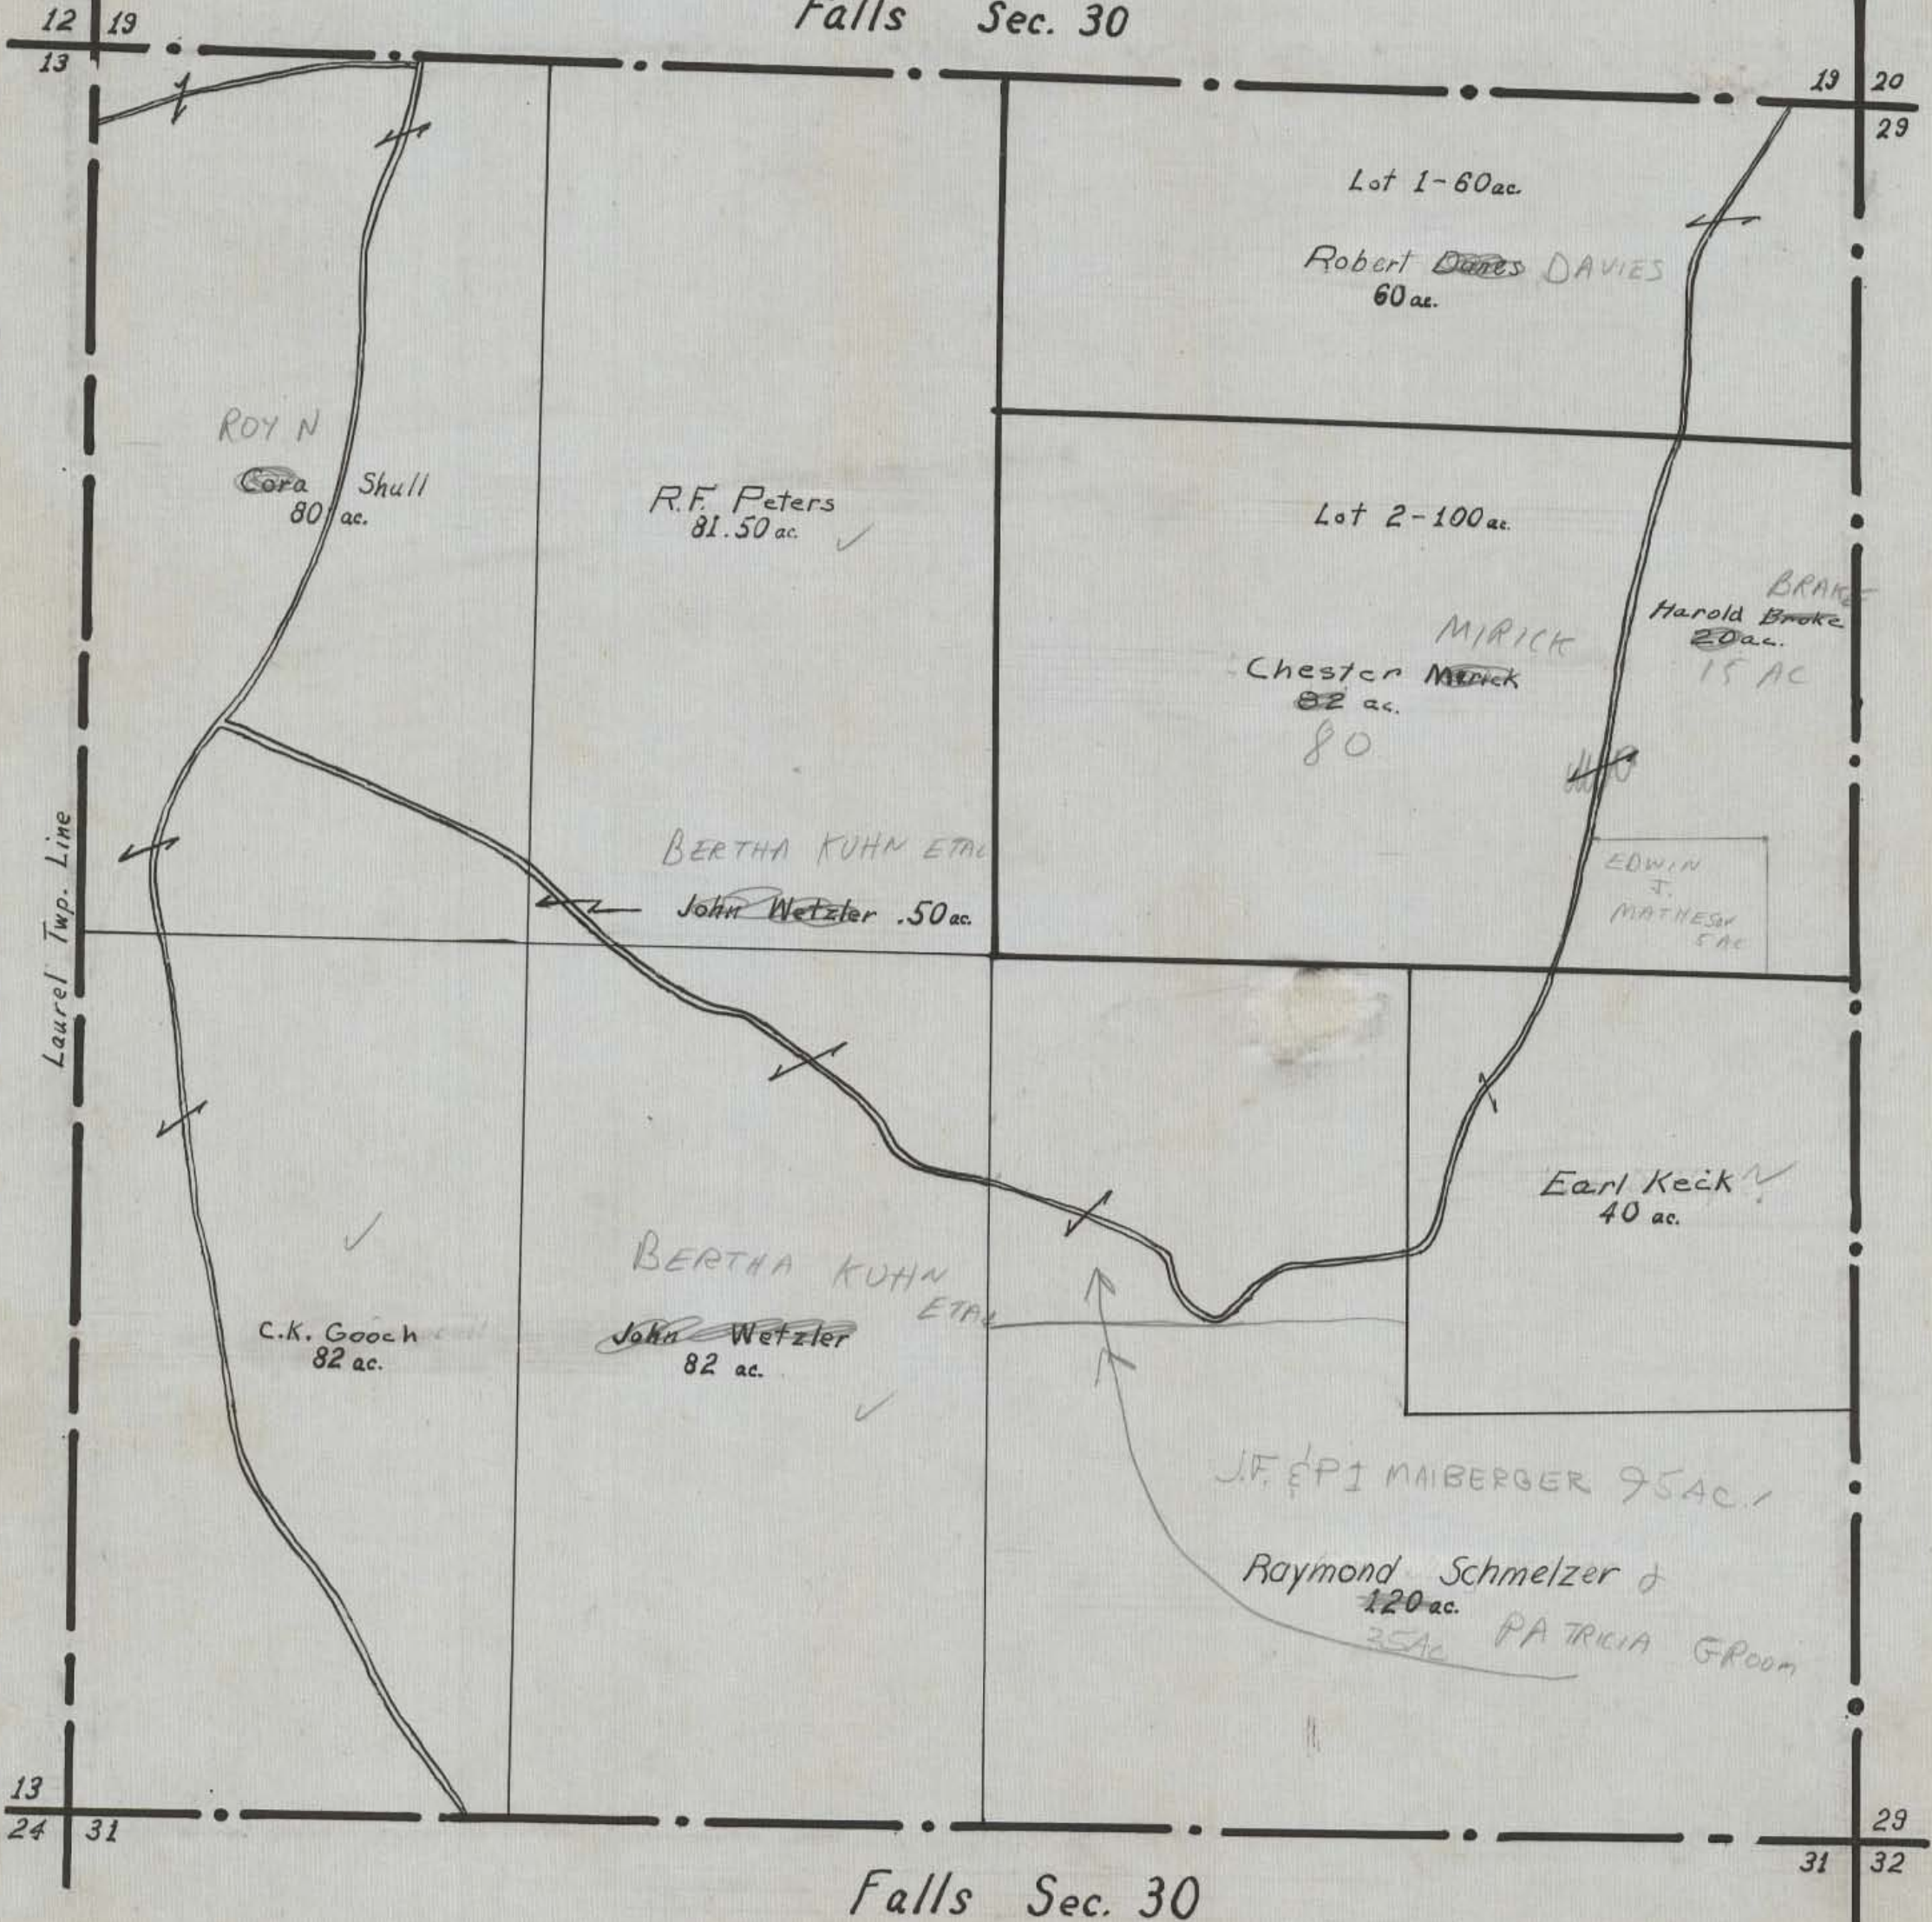 Falls Sec. 30
12 19
13
19 20
29
Lot 1-60 ac.
Robert Danes DAVIES
60 ac.
ROY N
Cora Shull
80 ac.
R.F. Peters
81.50 ac.
Lot 2-100 ac.
BRAKE
Harold Broke
20 ac.
15 AC
MIRICK
Chester Merick
82 ac.
80
BERTHA KUHN ETAL
John Wetzler .50 ac.
EDWIN
J.
MATHESON
5 AC
Laurel Twp. Line
Earl Keck
40 ac.
BERTHA KUHN
ETAL
C.K. Gooch
82 ac.
John Wetzler
82 ac.
J.F. & P I MAIBERGER 95 AC.
Raymond Schmelzer &
120 ac.
25 AC PATRICIA GROOM
13
24 31
29
31 32
Falls Sec. 30